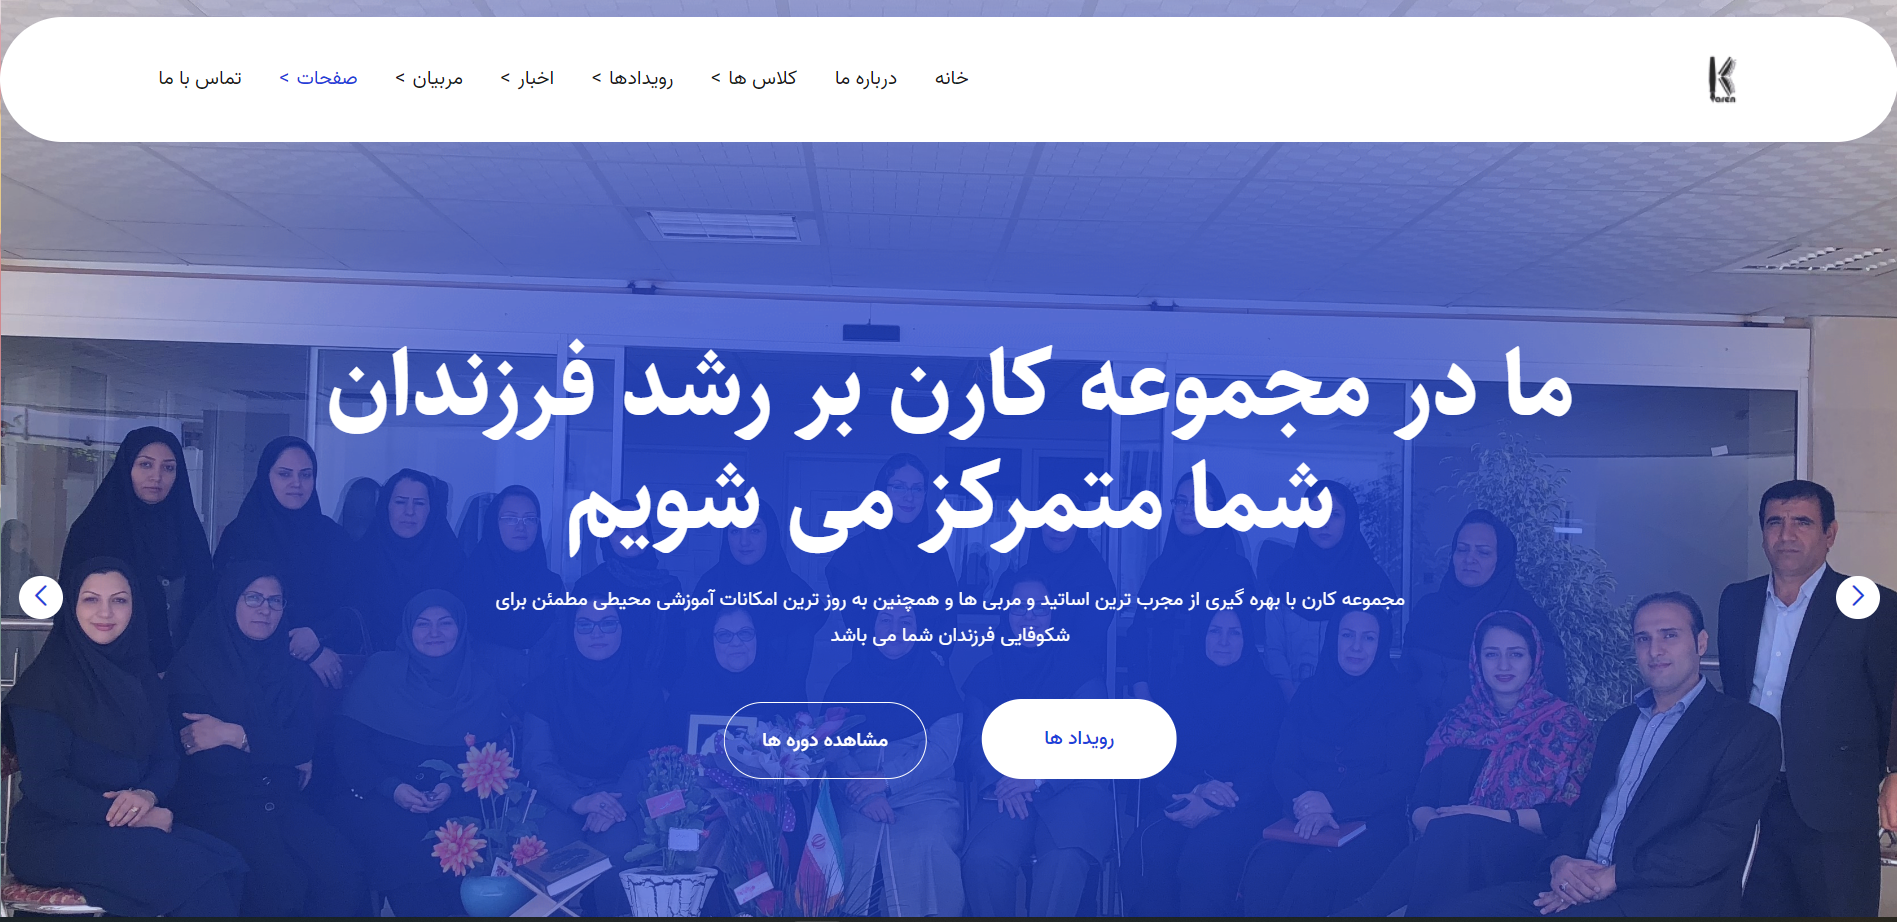 Karen
خانه
درباره ما
کلاس ها >
رویدادها >
اخبار >
مربیان >
صفحات >
تماس با ما
ما در مجموعه کارن بر رشد فرزندان
شما متمرکز می شویم
مجموعه کارن با بهره گیری از مجرب ترین اساتید و مربی ها و همچنین به روز ترین امکانات آموزشی محیطی مطمئن برای
شکوفایی فرزندان شما می باشد
رویداد ها
مشاهده دوره ها